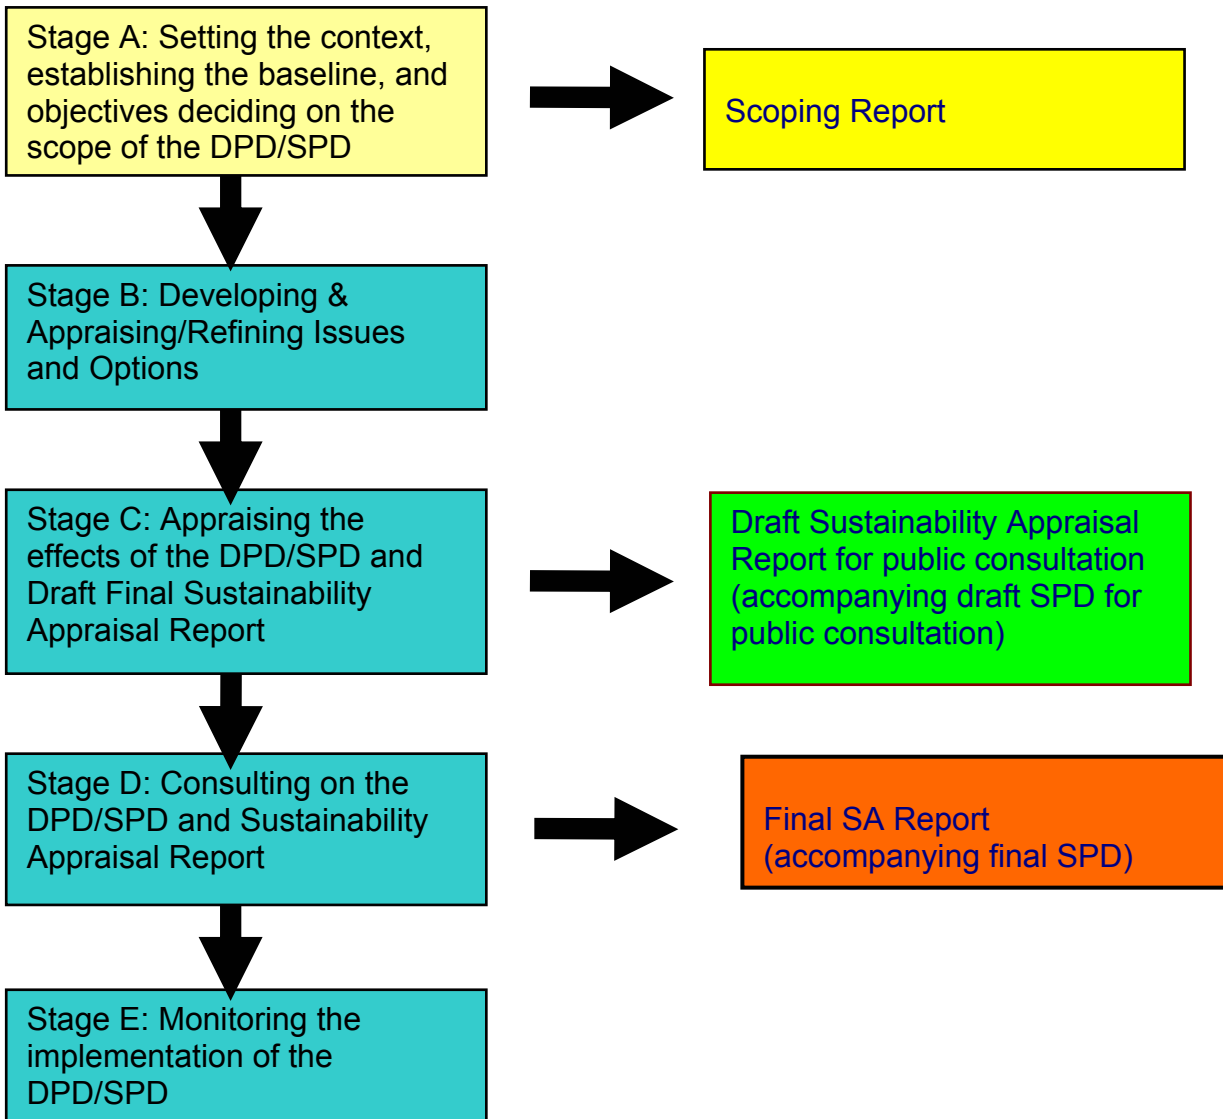 Stage A: Setting the context,
establishing the baseline, and
objectives deciding on the
scope of the DPD/SPD
Scoping Report
Stage B: Developing &
Appraising/Refining Issues
and Options
Stage C: Appraising the
effects of the DPD/SPD and
Draft Final Sustainability
Appraisal Report
Draft Sustainability Appraisal
Report for public consultation
(accompanying draft SPD for
public consultation)
Stage D: Consulting on the
DPD/SPD and Sustainability
Appraisal Report
Final SA Report
(accompanying final SPD)
Stage E: Monitoring the
implementation of the
DPD/SPD